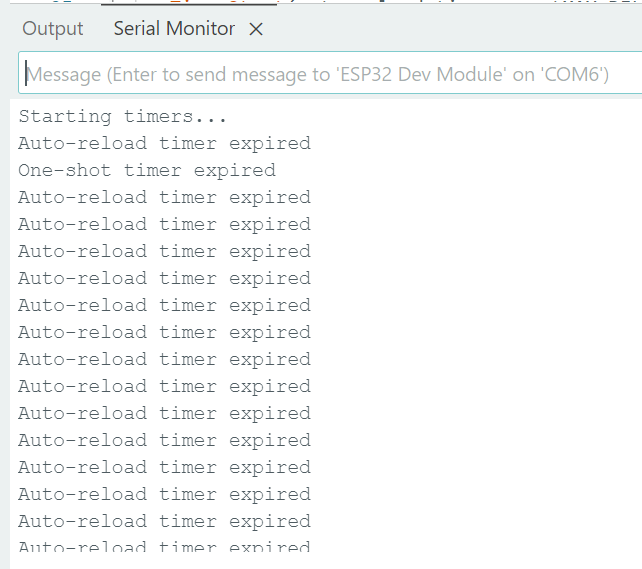 Output Serial Monitor ×
Message (Enter to send message to 'ESP32 Dev Module' on 'COM6')
Starting timers...
Auto-reload timer expired
One-shot timer expired
Auto-reload timer expired
Auto-reload timer expired
Auto-reload timer expired
Auto-reload timer expired
Auto-reload timer expired
Auto-reload timer expired
Auto-reload timer expired
Auto-reload timer expired
Auto-reload timer expired
Auto-reload timer expired
Auto-reload timer expired
Auto-reload timer expired
Auto-reload timer expired
Auto-reload timer expired